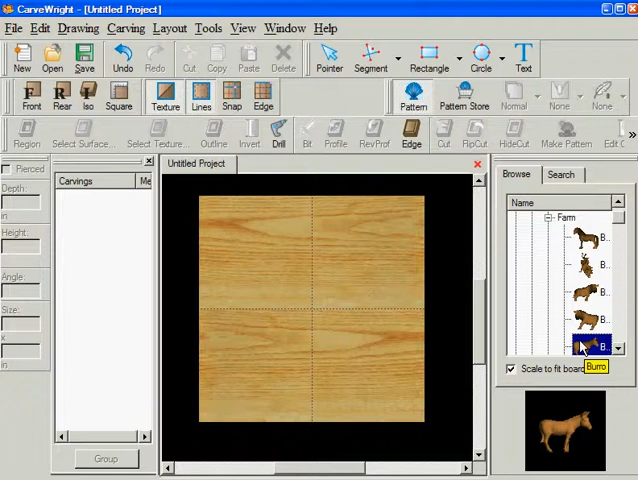 CarveWright - [Untitled Project]
File Edit Drawing Carving Layout Tools View Window Help
New Open Save Undo Cut Copy Paste Delete Pointer Segment Rectangle Circle Text
Front Rear Iso Square Texture Lines Snap Edge Pattern Pattern Store Normal None None
Region Select Surface... Select Texture... Outline Invert Drill Bit Profile RevProf Edge Cut FlipCut HideCut Make Pattern Edit C
Pierced
Depth:
in
Height:
in
Angle:
Size:
x
in
Carvings Me
Group
Untitled Project
Browse Search
Name
Farm
B..
B..
B..
B..
B..
Burro
Scale to fit board